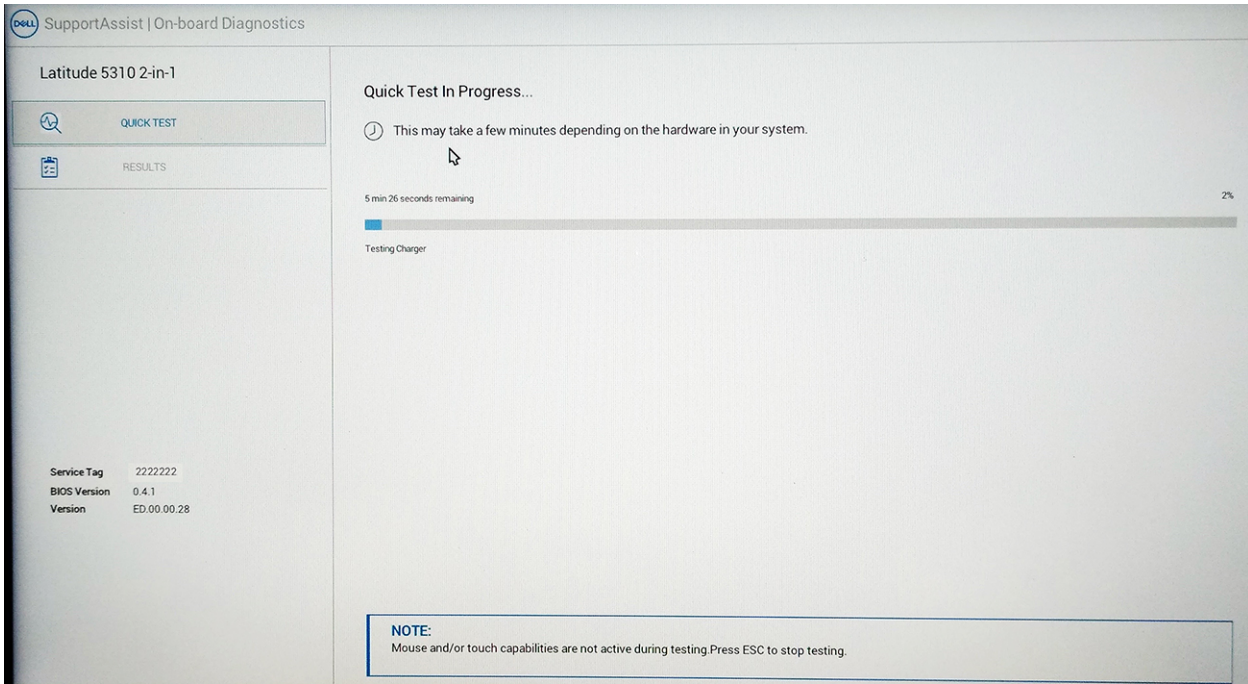 DELL SupportAssist | On-board Diagnostics
Latitude 5310 2-in-1
QUICK TEST
RESULTS
Service Tag 2222222
BIOS Version 0.4.1
Version ED.00.00.28
Quick Test In Progress...
This may take a few minutes depending on the hardware in your system.
5 min 26 seconds remaining 2%
Testing Charger
NOTE:
Mouse and/or touch capabilities are not active during testing.Press ESC to stop testing.